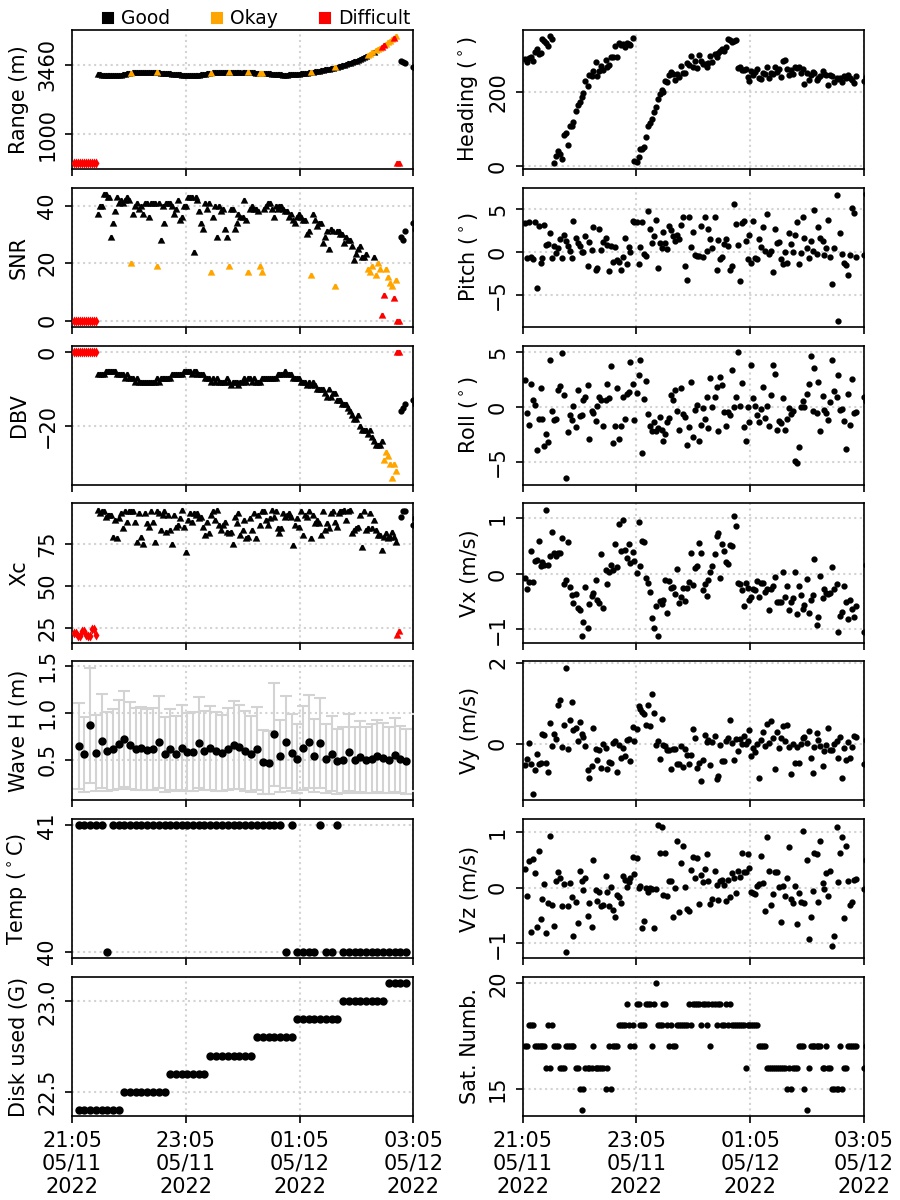 Good Okay Difficult
Range (m)
3460
1000
Heading (°)
200
0
SNR
40
20
0
Pitch (°)
5
0
−5
DBV
0
−20
Roll (°)
5
0
−5
Xc
75
50
25
Vx (m/s)
1
0
−1
Wave H (m)
1.5
1.0
0.5
Vy (m/s)
2
0
Temp (°C)
41
40
Vz (m/s)
1
0
−1
Disk used (G)
23.0
22.5
Sat. Numb.
20
15
21:05 23:05 01:05 03:05
05/11 05/11 05/12 05/12
2022 2022 2022 2022
21:05 23:05 01:05 03:05
05/11 05/11 05/12 05/12
2022 2022 2022 2022